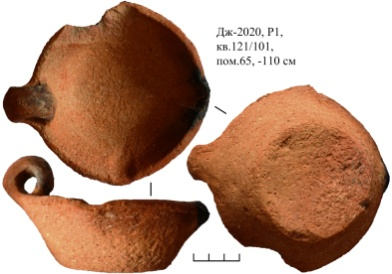 Дж-2020, Р1,
кв.121/101,
пом.65, -110 см